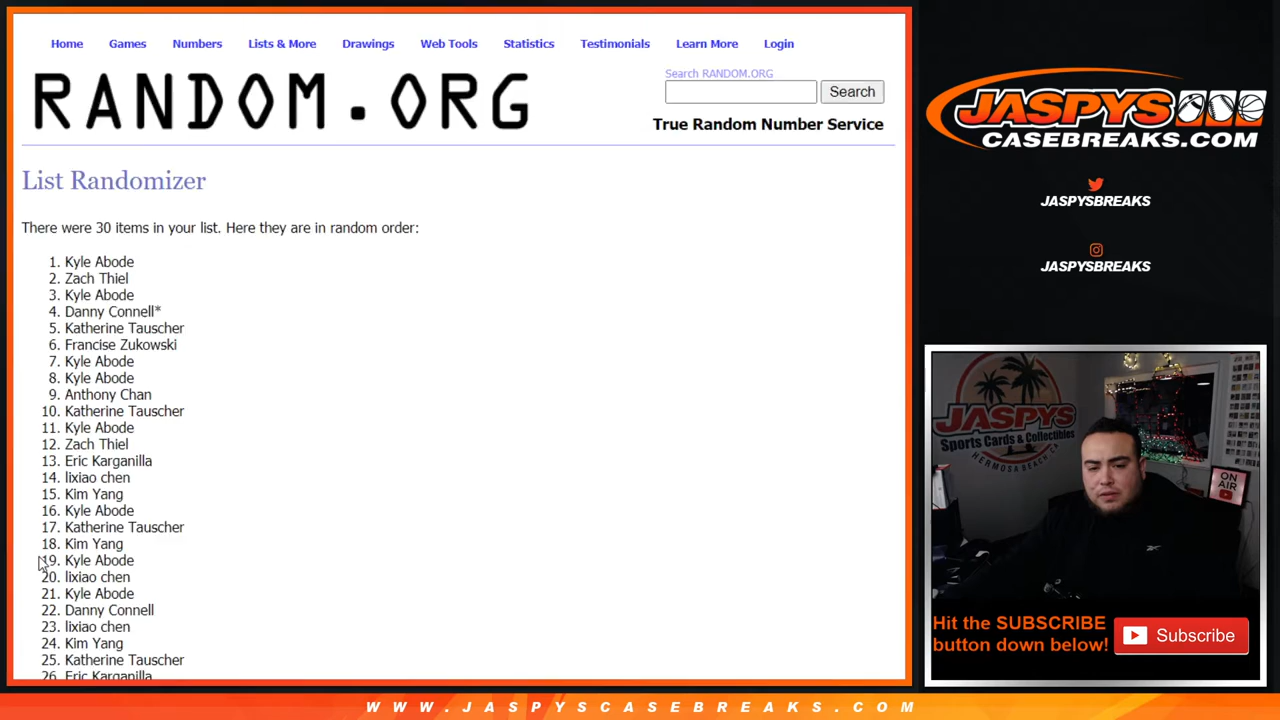 Home Games Numbers Lists & More Drawings Web Tools Statistics Testimonials Learn More Login
RANDOM.ORG
Search RANDOM.ORG
Search
True Random Number Service
List Randomizer
There were 30 items in your list. Here they are in random order:
1. Kyle Abode
2. Zach Thiel
3. Kyle Abode
4. Danny Connell*
5. Katherine Tauscher
6. Francise Zukowski
7. Kyle Abode
8. Kyle Abode
9. Anthony Chan
10. Katherine Tauscher
11. Kyle Abode
12. Zach Thiel
13. Eric Karganilla
14. lixiao chen
15. Kim Yang
16. Kyle Abode
17. Katherine Tauscher
18. Kim Yang
19. Kyle Abode
20. lixiao chen
21. Kyle Abode
22. Danny Connell
23. lixiao chen
24. Kim Yang
25. Katherine Tauscher
26. Eric Karganilla
JASPYS
CASEBREAKS.COM
JASPYSBREAKS
JASPYSBREAKS
JASPYS
Sports Cards & Collectibles
HERMOSA BEACH CA
ON AIR
Hit the SUBSCRIBE
button down below!
Subscribe
WWW.JASPYSCASEBREAKS.COM